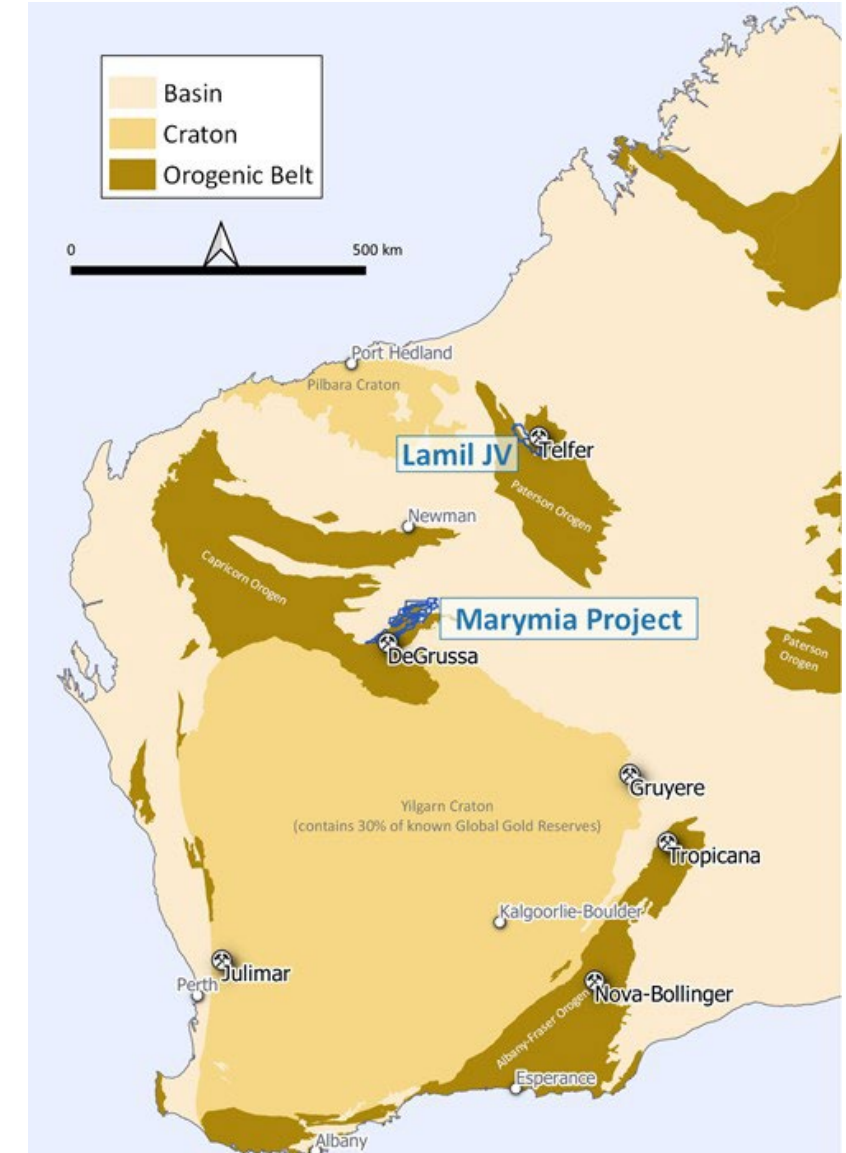 Basin
Craton
Orogenic Belt
0
500 km
Port Hedland
Pilbara Craton
Lamil JV
Telfer
Paterson Orogen
Newman
Capricorn Orogen
Marymia Project
DeGrussa
Paterson
Orogen
Gruyere
Yilgarn Craton
(contains 30% of known Global Gold Reserves)
Tropicana
Kalgoorlie-Boulder
Julimar
Perth
Nova-Bollinger
Albany-Fraser Orogen
Esperance
Albany